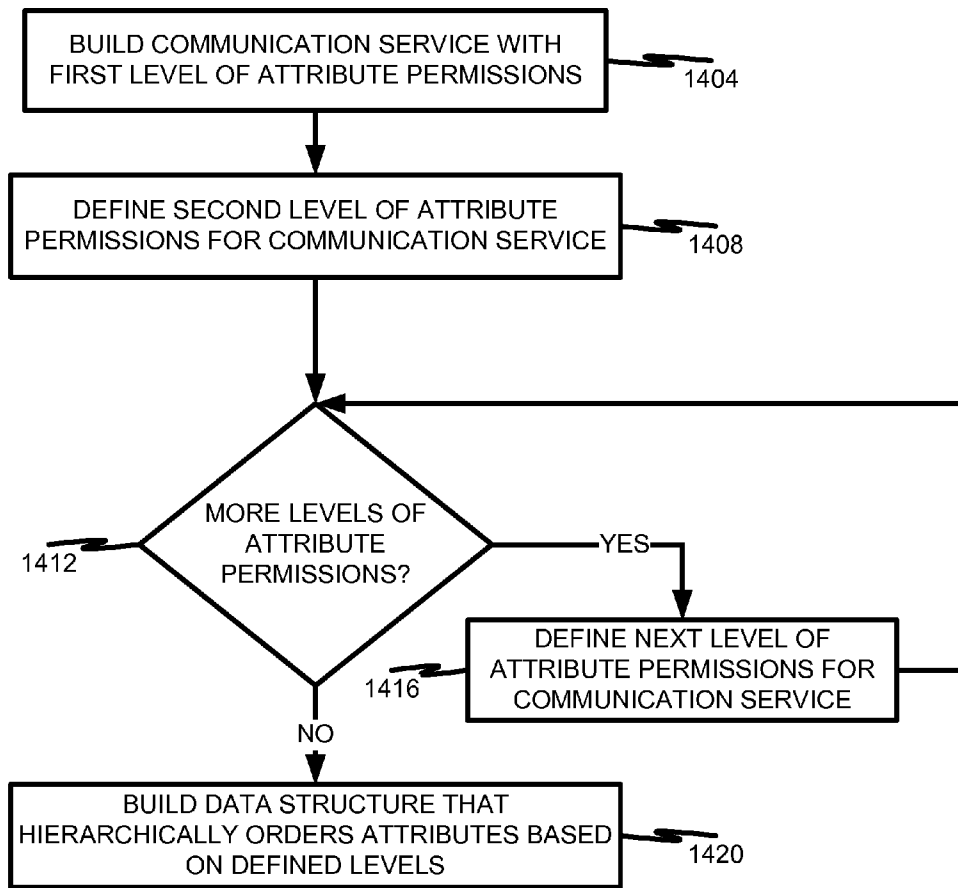 BUILD COMMUNICATION SERVICE WITH
FIRST LEVEL OF ATTRIBUTE PERMISSIONS
1404
DEFINE SECOND LEVEL OF ATTRIBUTE
PERMISSIONS FOR COMMUNICATION SERVICE
1408
MORE LEVELS OF
ATTRIBUTE
PERMISSIONS?
1412
YES
DEFINE NEXT LEVEL OF
ATTRIBUTE PERMISSIONS FOR
COMMUNICATION SERVICE
1416
NO
BUILD DATA STRUCTURE THAT
HIERARCHICALLY ORDERS ATTRIBUTES BASED
ON DEFINED LEVELS
1420